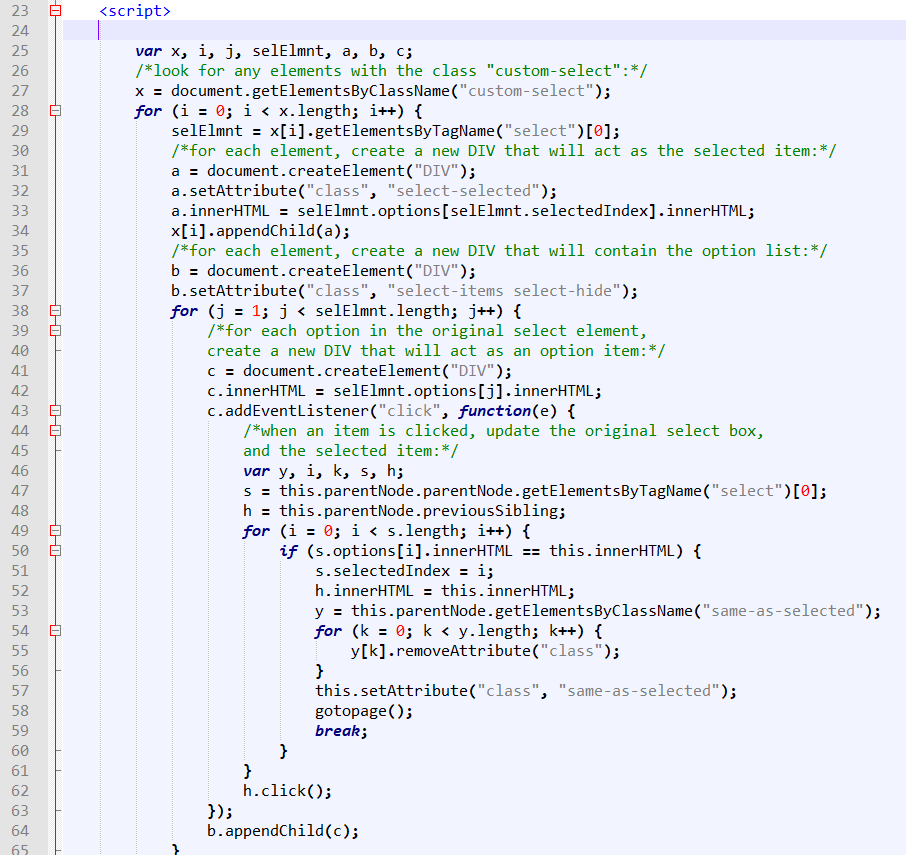 23 <script>
24
25 var x, i, j, selElmnt, a, b, c;
26 /*look for any elements with the class "custom-select":*/
27 x = document.getElementsByClassName("custom-select");
28 for (i = 0; i < x.length; i++) {
29 selElmnt = x[i].getElementsByTagName("select")[0];
30 /*for each element, create a new DIV that will act as the selected item:*/
31 a = document.createElement("DIV");
32 a.setAttribute("class", "select-selected");
33 a.innerHTML = selElmnt.options[selElmnt.selectedIndex].innerHTML;
34 x[i].appendChild(a);
35 /*for each element, create a new DIV that will contain the option list:*/
36 b = document.createElement("DIV");
37 b.setAttribute("class", "select-items select-hide");
38 for (j = 1; j < selElmnt.length; j++) {
39 /*for each option in the original select element,
40 create a new DIV that will act as an option item:*/
41 c = document.createElement("DIV");
42 c.innerHTML = selElmnt.options[j].innerHTML;
43 c.addEventListener("click", function(e) {
44 /*when an item is clicked, update the original select box,
45 and the selected item:*/
46 var y, i, k, s, h;
47 s = this.parentNode.parentNode.getElementsByTagName("select")[0];
48 h = this.parentNode.previousSibling;
49 for (i = 0; i < s.length; i++) {
50 if (s.options[i].innerHTML == this.innerHTML) {
51 s.selectedIndex = i;
52 h.innerHTML = this.innerHTML;
53 y = this.parentNode.getElementsByClassName("same-as-selected");
54 for (k = 0; k < y.length; k++) {
55 y[k].removeAttribute("class");
56 }
57 this.setAttribute("class", "same-as-selected");
58 gotopage();
59 break;
60 }
61 }
62 h.click();
63 });
64 b.appendChild(c);
65 }